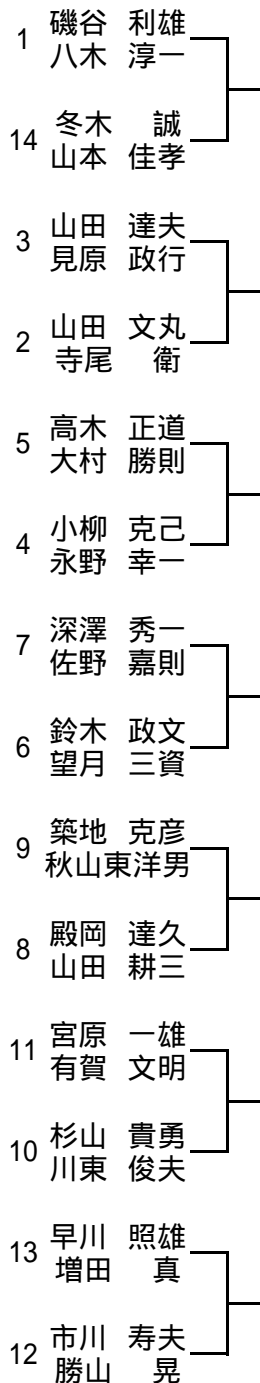 1
磯谷 利雄
八木 淳一
14
冬木 誠
山本 佳孝
3
山田 達夫
見原 政行
2
山田 文丸
寺尾 衛
5
高木 正道
大村 勝則
4
小柳 克己
永野 幸一
7
深澤 秀一
佐野 嘉則
6
鈴木 政文
望月 三資
9
築地 克彦
秋山東洋男
8
殿岡 達久
山田 耕三
11
宮原 一雄
有賀 文明
10
杉山 貴勇
川東 俊夫
13
早川 照雄
増田 真
12
市川 寿夫
勝山 晃